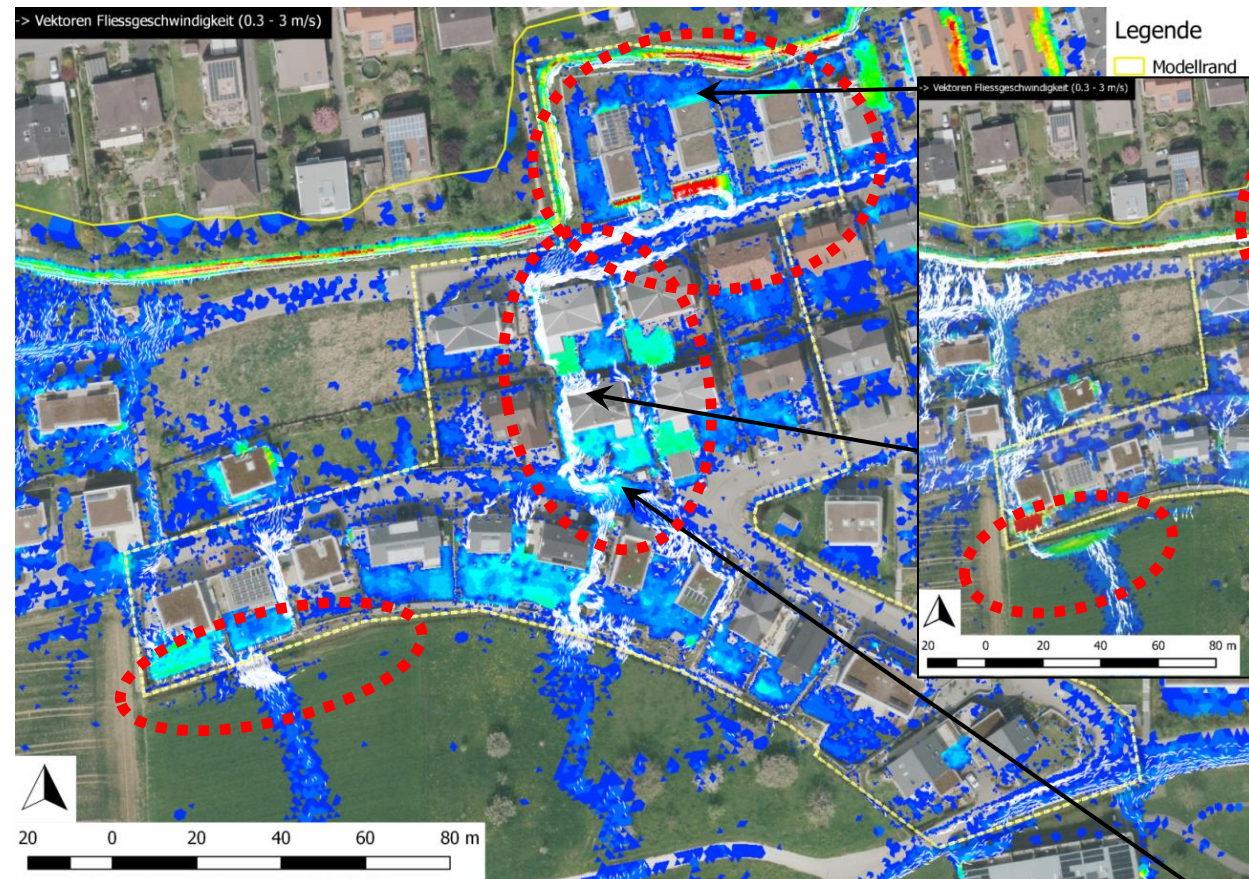 -> Vektoren Fliessgeschwindigkeit (0.3 - 3 m/s)
Legende
Modellrand
> Vektoren Fliessgeschwindigkeit (0.3 - 3 m/s)
20 0 20 40 60 80 m
20 0 20 40 60 80 m